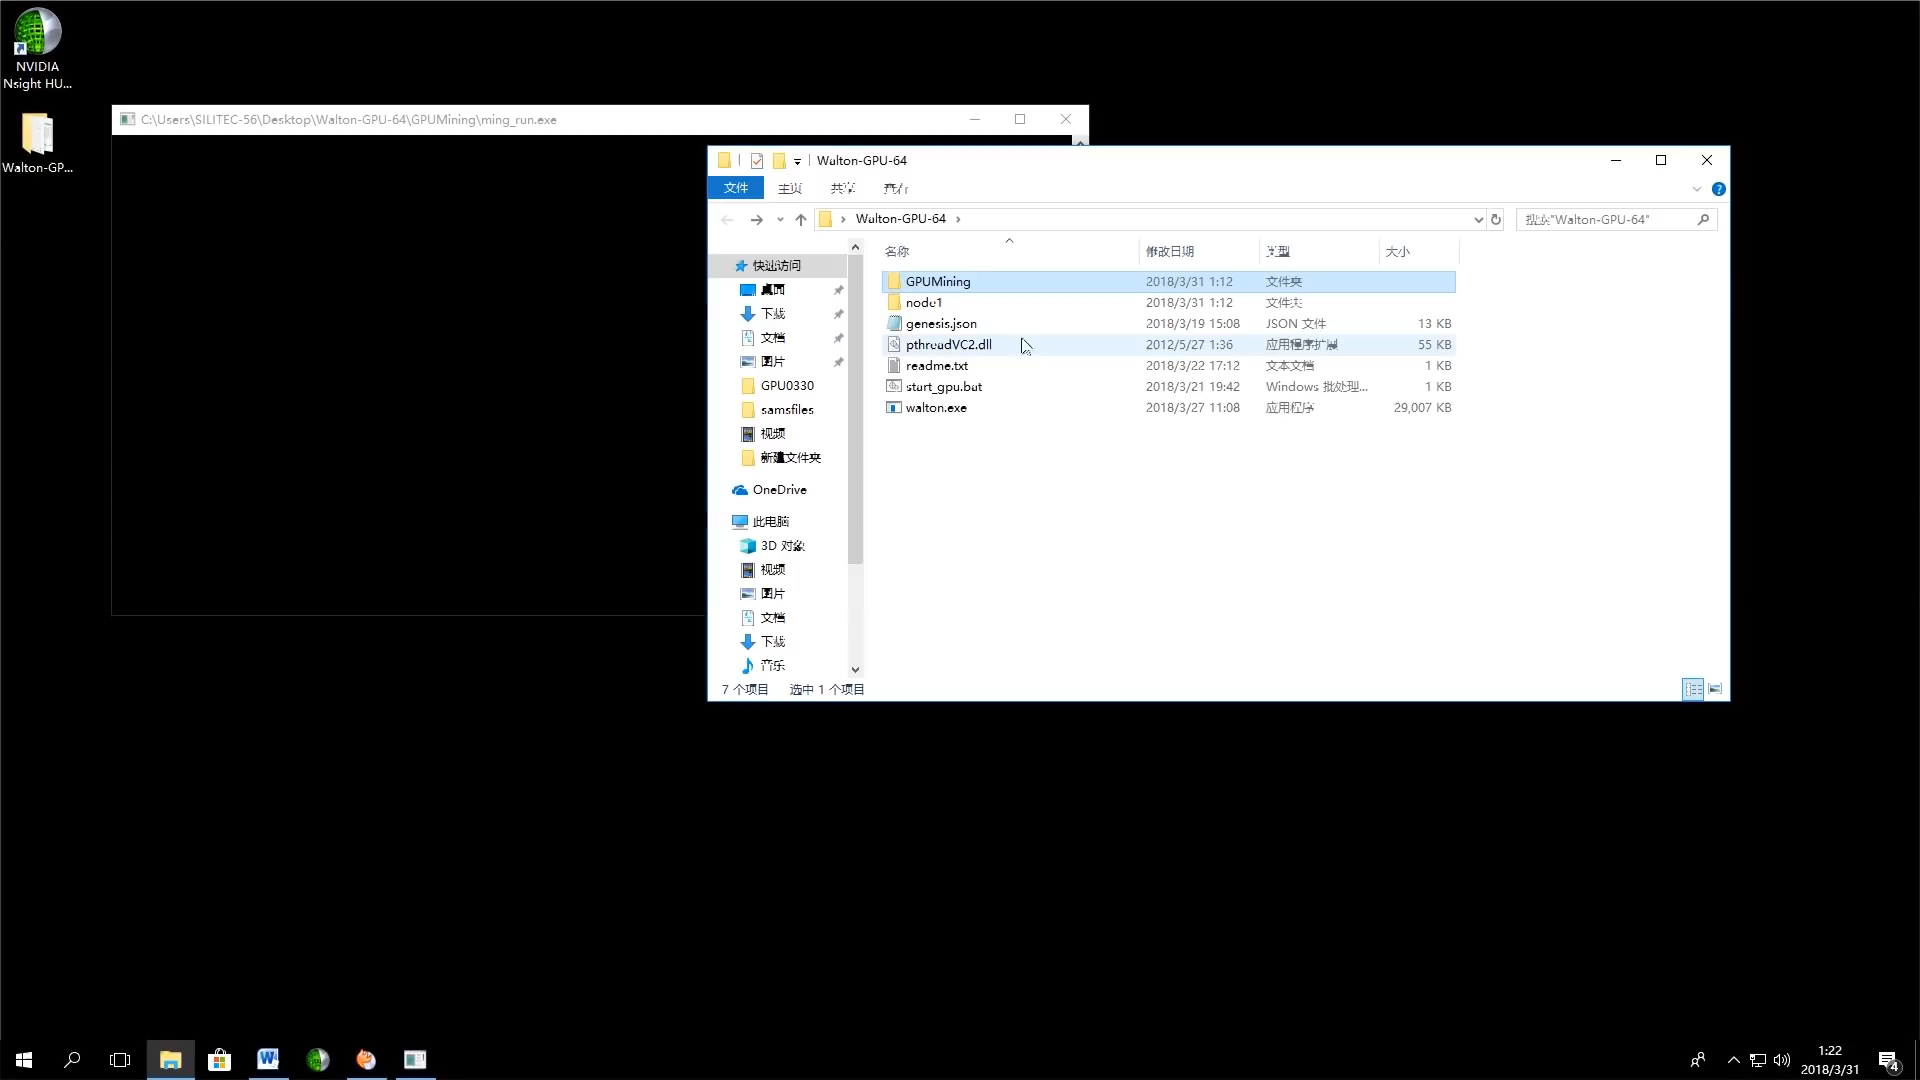 NVIDIA
Nsight HU...
Walton-GP...
C:\Users\SILITEC-56\Desktop\Walton-GPU-64\GPUMining\ming_run.exe
Walton-GPU-64
文件
主页
共享
查看
Walton-GPU-64
搜索"Walton-GPU-64"
名称
修改日期
类型
大小
GPUMining 2018/3/31 1:12 文件夹
node1 2018/3/31 1:12 文件夹
genesis.json 2018/3/19 15:08 JSON 文件 13 KB
pthreadVC2.dll 2012/5/27 1:36 应用程序扩展 55 KB
readme.txt 2018/3/22 17:12 文本文档 1 KB
start_gpu.bat 2018/3/21 19:42 Windows 批处理... 1 KB
walton.exe 2018/3/27 11:08 应用程序 29,007 KB
快速访问
桌面
下载
文档
图片
GPU0330
samsfiles
视频
新建文件夹
OneDrive
此电脑
3D 对象
视频
图片
文档
下载
音乐
7 个项目 选中 1 个项目
1:22
2018/3/31
4